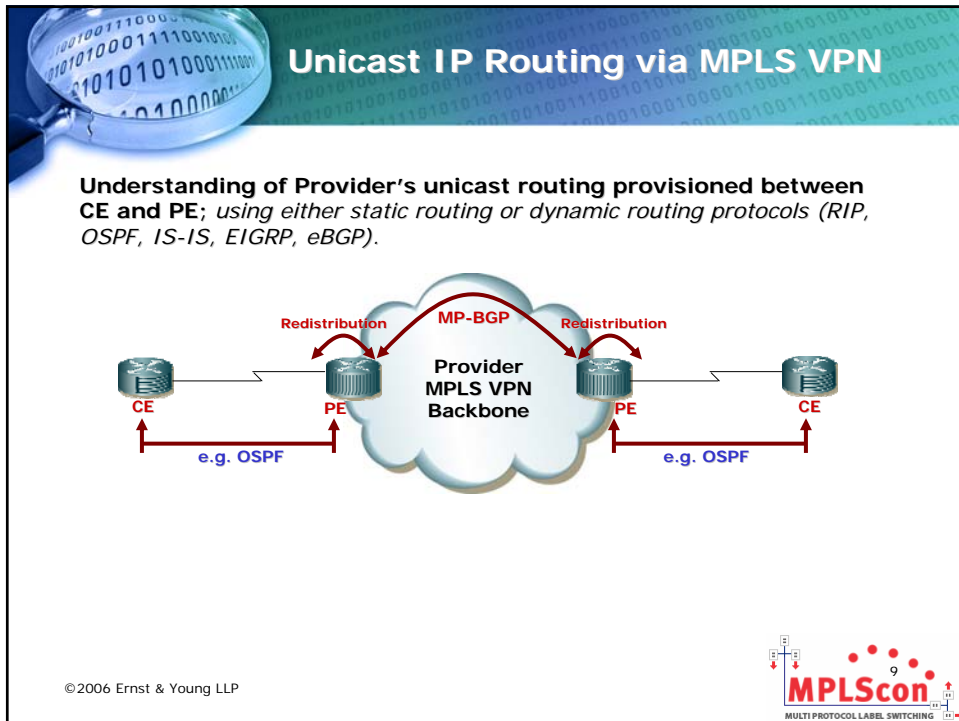 Unicast IP Routing via MPLS VPN
Understanding of Provider's unicast routing provisioned between
CE and PE; using either static routing or dynamic routing protocols (RIP,
OSPF, IS-IS, EIGRP, eBGP).
Redistribution
MP-BGP
Redistribution
Provider
MPLS VPN
Backbone
CE
PE
PE
CE
e.g. OSPF
e.g. OSPF
©2006 Ernst & Young LLP
9
MPLScon
MULTI PROTOCOL LABEL SWITCHING